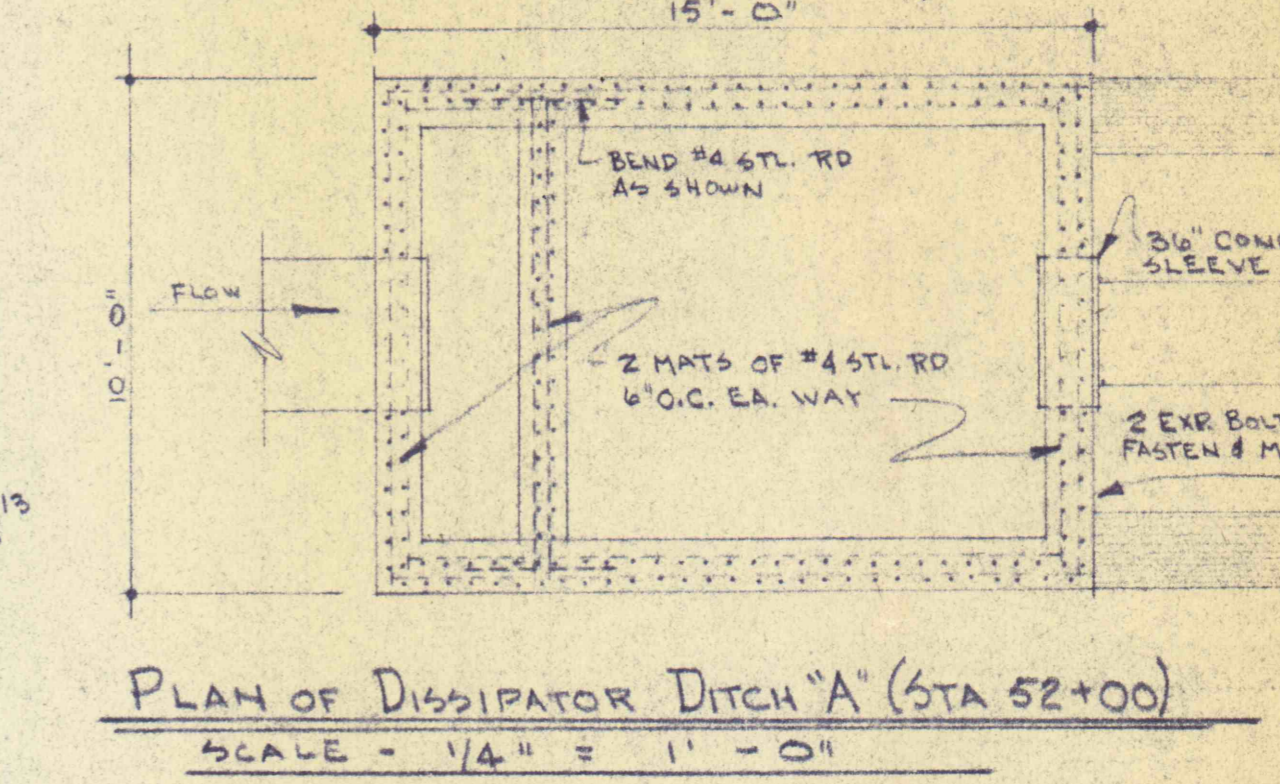 15'-0"
BEND #4 STL. RD
AS SHOWN
36" CONC
SLEEVE
FLOW
10'-0"
2 MATS OF #4 STL. RD
6" O.C. EA. WAY
2 EXP. BOLT
FASTEN & M
13
PLAN OF DISSIPATOR DITCH "A" (STA 52+00)
SCALE - 1/4" = 1'-0"